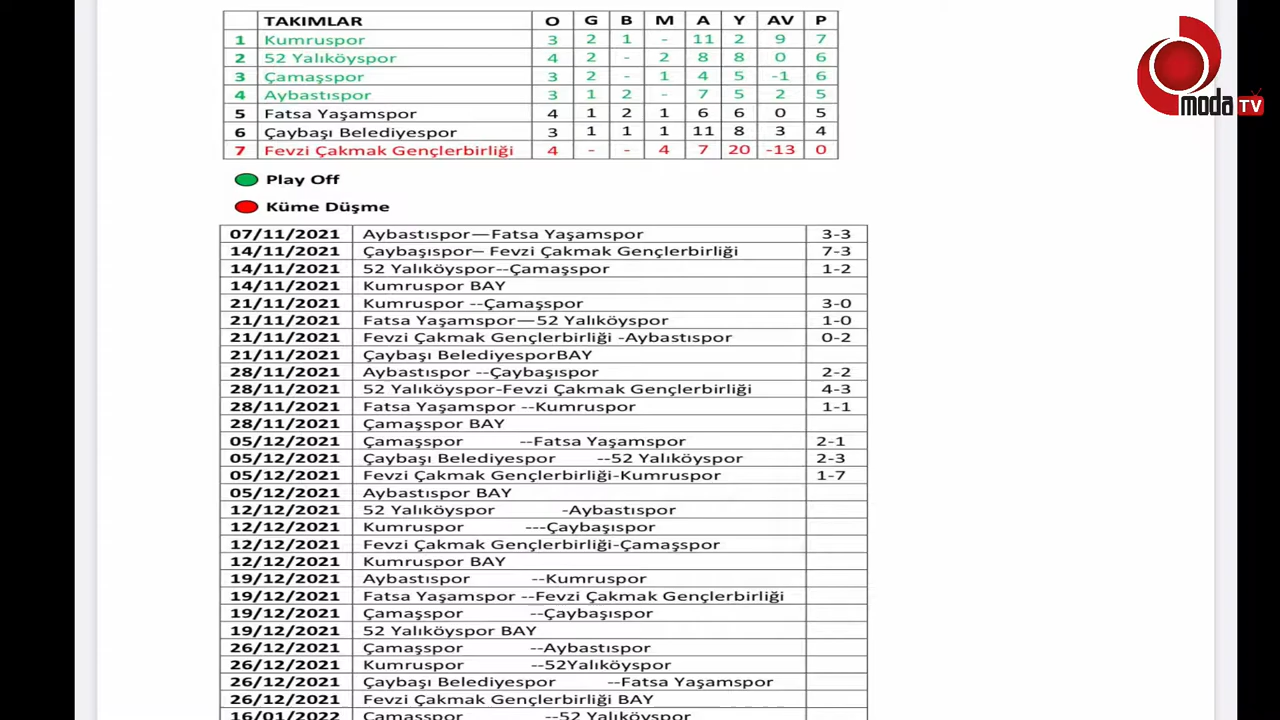 TAKIMLAR O G B M A Y AV P
1 Kumruspor 3 2 1 - 11 2 9 7
2 52 Yalıköyspor 4 2 - 2 8 8 0 6
3 Çamaşspor 3 2 - 1 4 5 -1 6
4 Aybastıspor 3 1 2 - 7 5 2 5
5 Fatsa Yaşamspor 4 1 2 1 6 6 0 5
6 Çaybaşı Belediyespor 3 1 1 1 11 8 3 4
7 Fevzi Çakmak Gençlerbirliği 4 - - 4 7 20 -13 0
moda TV
Play Off
Küme Düşme
07/11/2021 Aybastıspor—Fatsa Yaşamspor 3-3
14/11/2021 Çaybaşıspor– Fevzi Çakmak Gençlerbirliği 7-3
14/11/2021 52 Yalıköyspor--Çamaşspor 1-2
14/11/2021 Kumruspor BAY
21/11/2021 Kumruspor --Çamaşspor 3-0
21/11/2021 Fatsa Yaşamspor—52 Yalıköyspor 1-0
21/11/2021 Fevzi Çakmak Gençlerbirliği -Aybastıspor 0-2
21/11/2021 Çaybaşı BelediyesporBAY
28/11/2021 Aybastıspor --Çaybaşıspor 2-2
28/11/2021 52 Yalıköyspor-Fevzi Çakmak Gençlerbirliği 4-3
28/11/2021 Fatsa Yaşamspor --Kumruspor 1-1
28/11/2021 Çamaşspor BAY
05/12/2021 Çamaşspor --Fatsa Yaşamspor 2-1
05/12/2021 Çaybaşı Belediyespor --52 Yalıköyspor 2-3
05/12/2021 Fevzi Çakmak Gençlerbirliği-Kumruspor 1-7
05/12/2021 Aybastıspor BAY
12/12/2021 52 Yalıköyspor -Aybastıspor
12/12/2021 Kumruspor ---Çaybaşıspor
12/12/2021 Fevzi Çakmak Gençlerbirliği-Çamaşspor
12/12/2021 Kumruspor BAY
19/12/2021 Aybastıspor --Kumruspor
19/12/2021 Fatsa Yaşamspor --Fevzi Çakmak Gençlerbirliği
19/12/2021 Çamaşspor --Çaybaşıspor
19/12/2021 52 Yalıköyspor BAY
26/12/2021 Çamaşspor --Aybastıspor
26/12/2021 Kumruspor --52Yalıköyspor
26/12/2021 Çaybaşı Belediyespor --Fatsa Yaşamspor
26/12/2021 Fevzi Çakmak Gençlerbirliği BAY
16/01/2022 Çamaşspor --52 Yalıköyspor